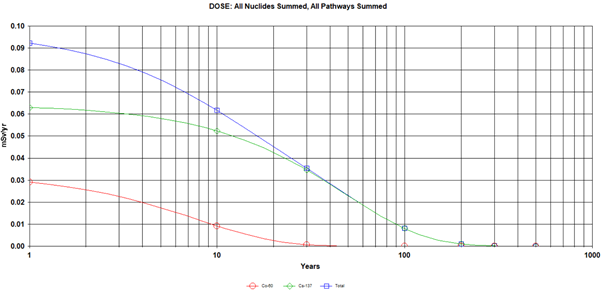 DOSE: All Nuclides Summed, All Pathways Summed
0.10
0.09
0.08
0.07
0.06
0.05
0.04
0.03
0.02
0.01
0.00
mSv/yr
1 10 100 1000
Years
Co-60 Cs-137 Total